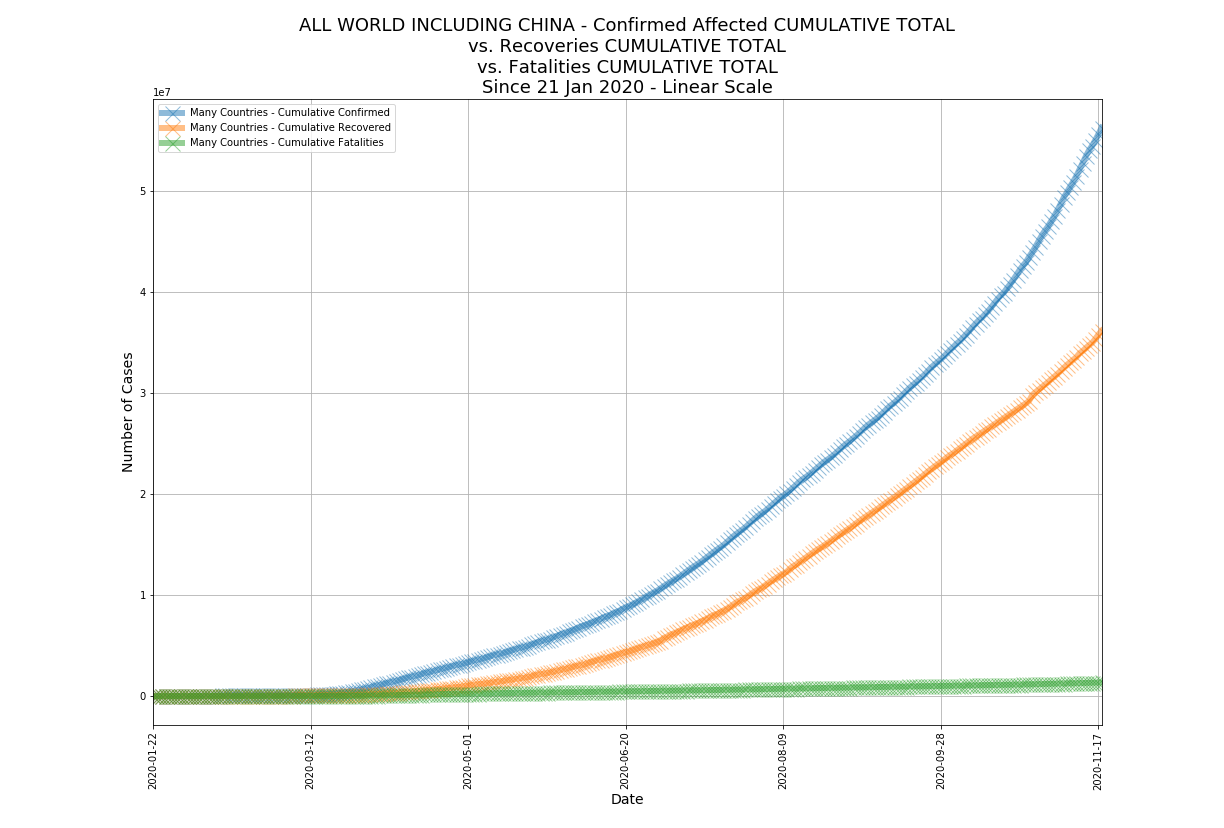 ALL WORLD INCLUDING CHINA - Confirmed Affected CUMULATIVE TOTAL
vs. Recoveries CUMULATIVE TOTAL
vs. Fatalities CUMULATIVE TOTAL
Since 21 Jan 2020 - Linear Scale
1e7
Many Countries - Cumulative Confirmed
Many Countries - Cumulative Recovered
Many Countries - Cumulative Fatalities
Number of Cases
5
4
3
2
1
0
2020-01-22
2020-03-12
2020-05-01
2020-06-20
2020-08-09
2020-09-28
2020-11-17
Date